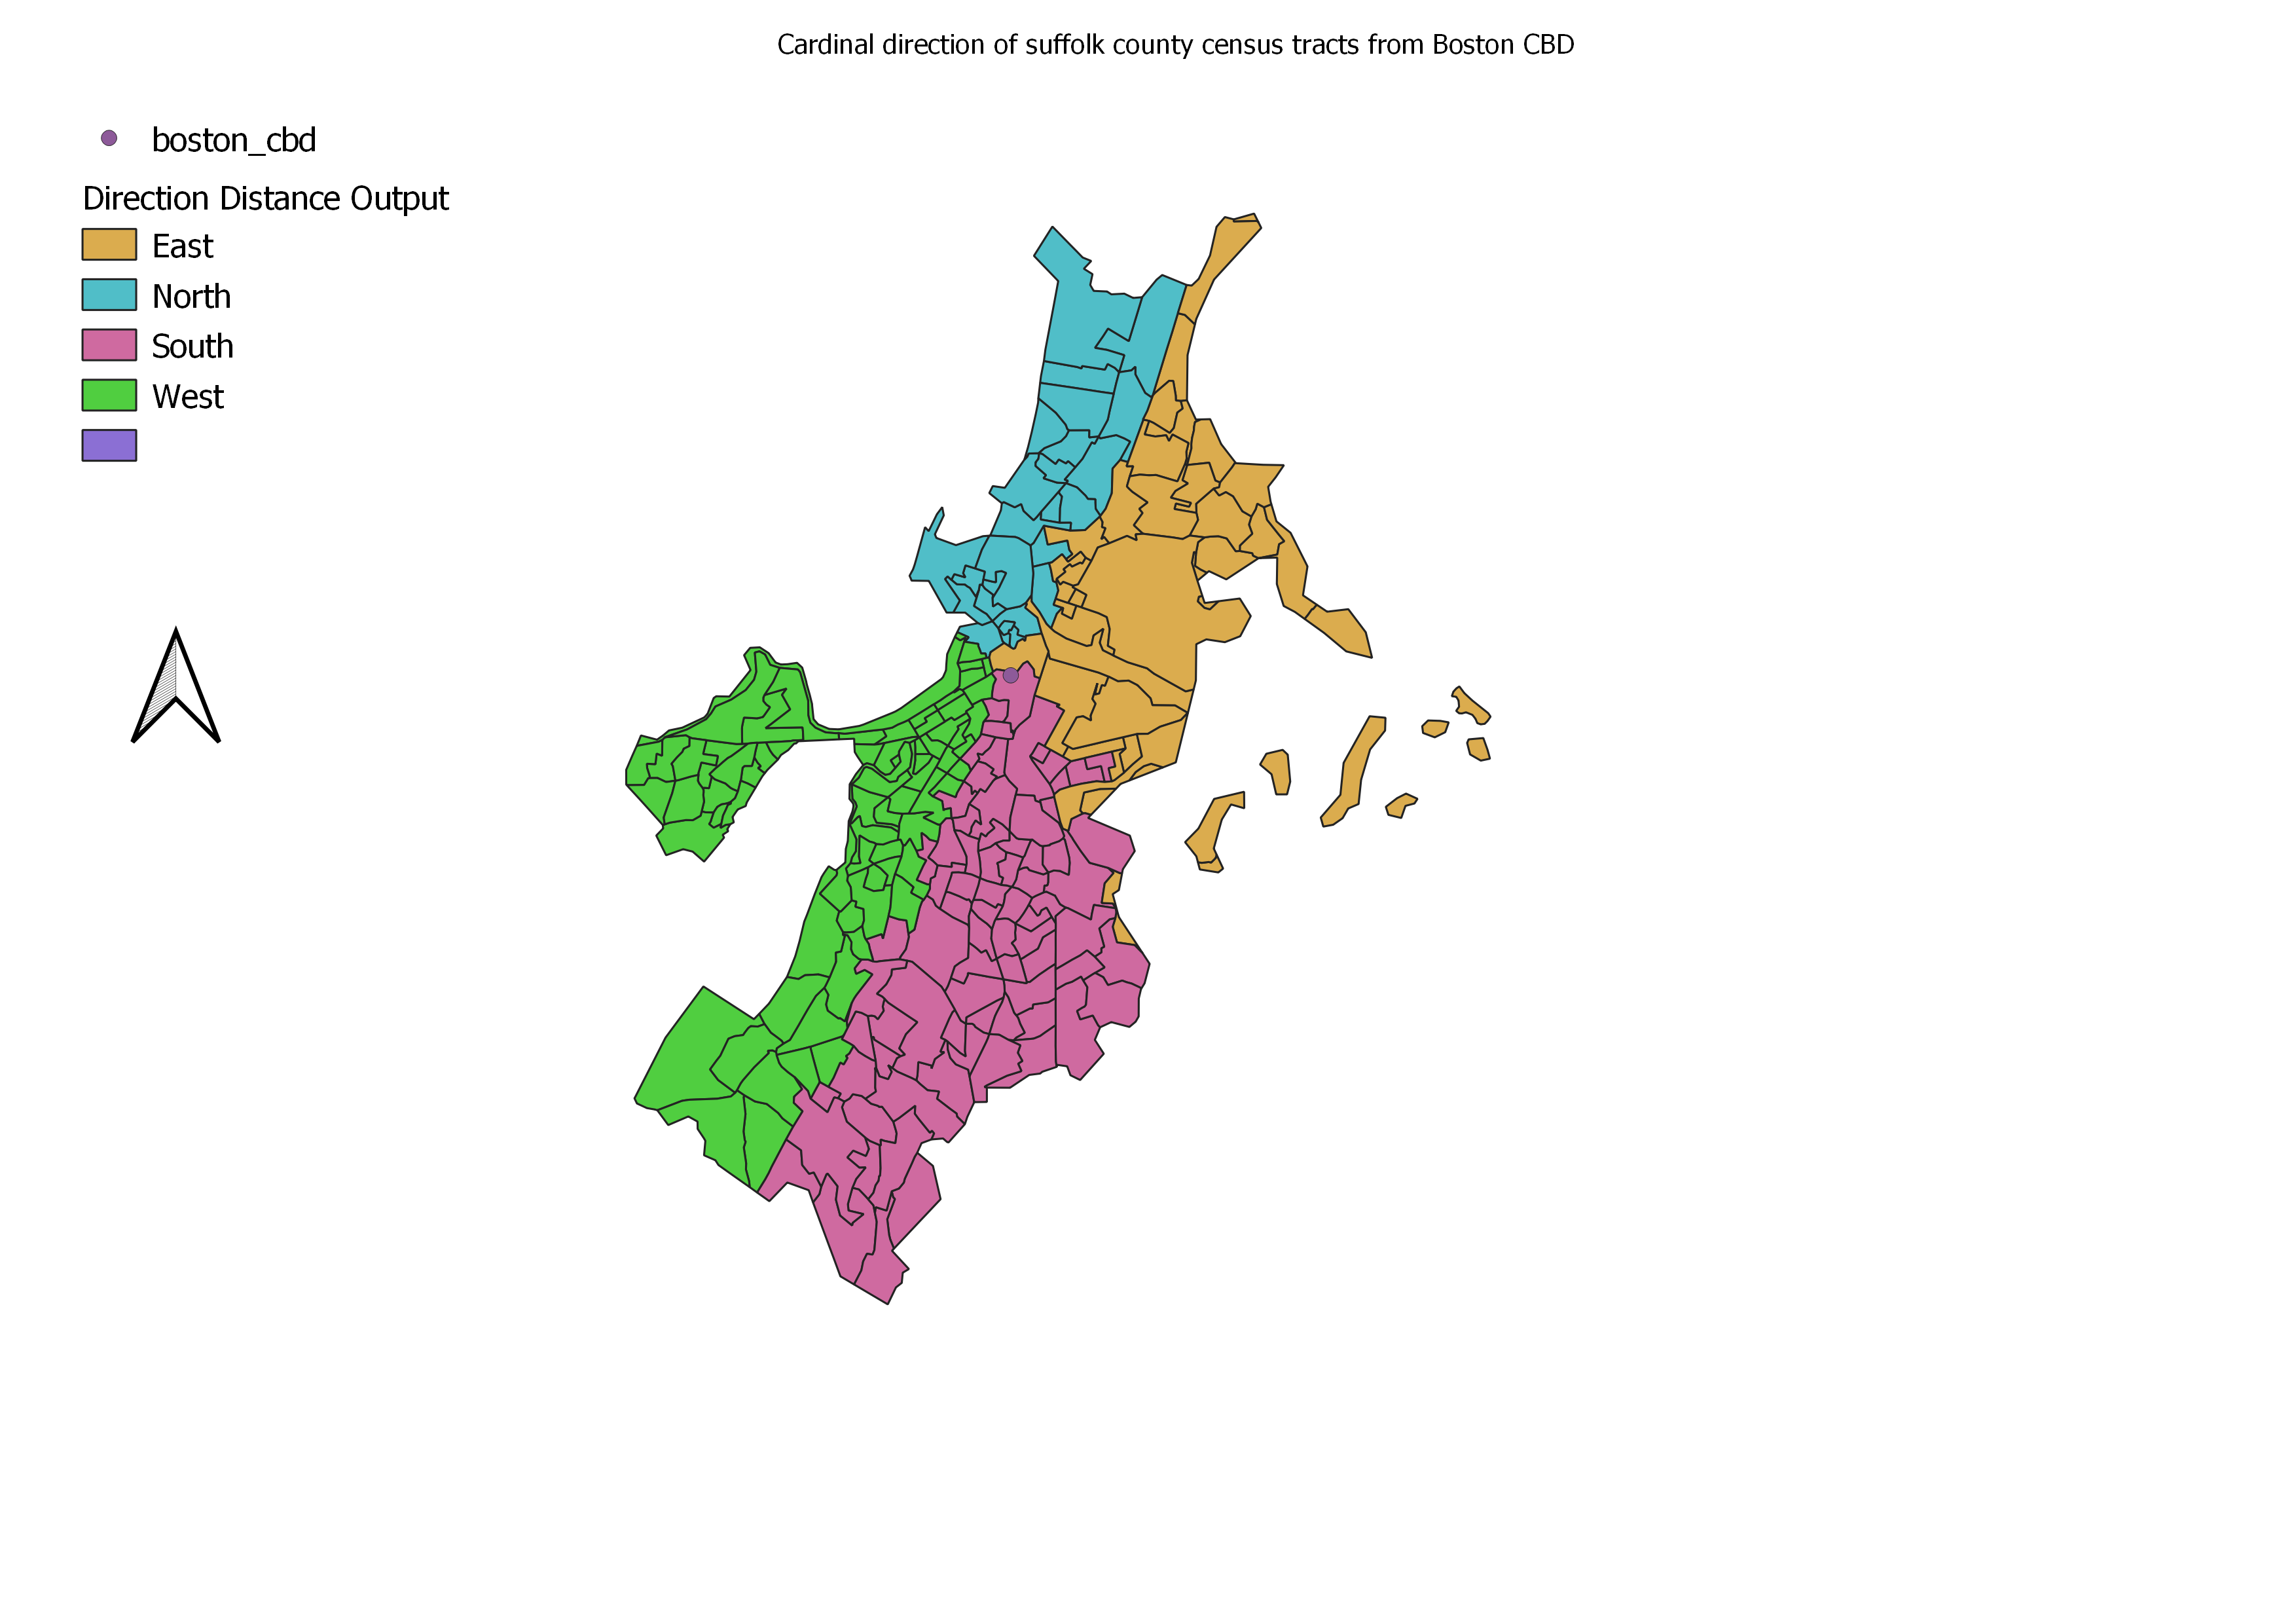 Cardinal direction of suffolk county census tracts from Boston CBD
boston_cbd
Direction Distance Output
East
North
South
West